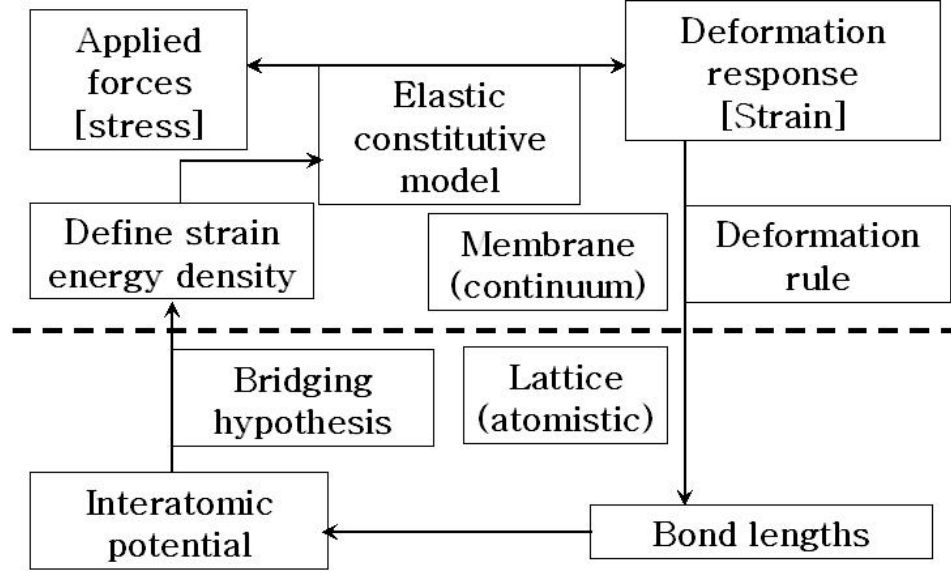 Applied
forces
[stress]
Deformation
response
[Strain]
Elastic
constitutive
model
Define strain
energy density
Membrane
(continuum)
Deformation
rule
Bridging
hypothesis
Lattice
(atomistic)
Interatomic
potential
Bond lengths